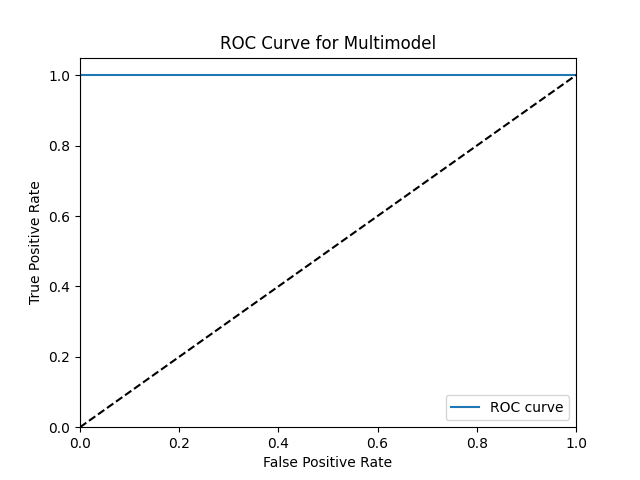 ROC Curve for Multimodel
1.0
0.8
0.6
0.4
0.2
0.0
True Positive Rate
ROC curve
0.0 0.2 0.4 0.6 0.8 1.0
False Positive Rate